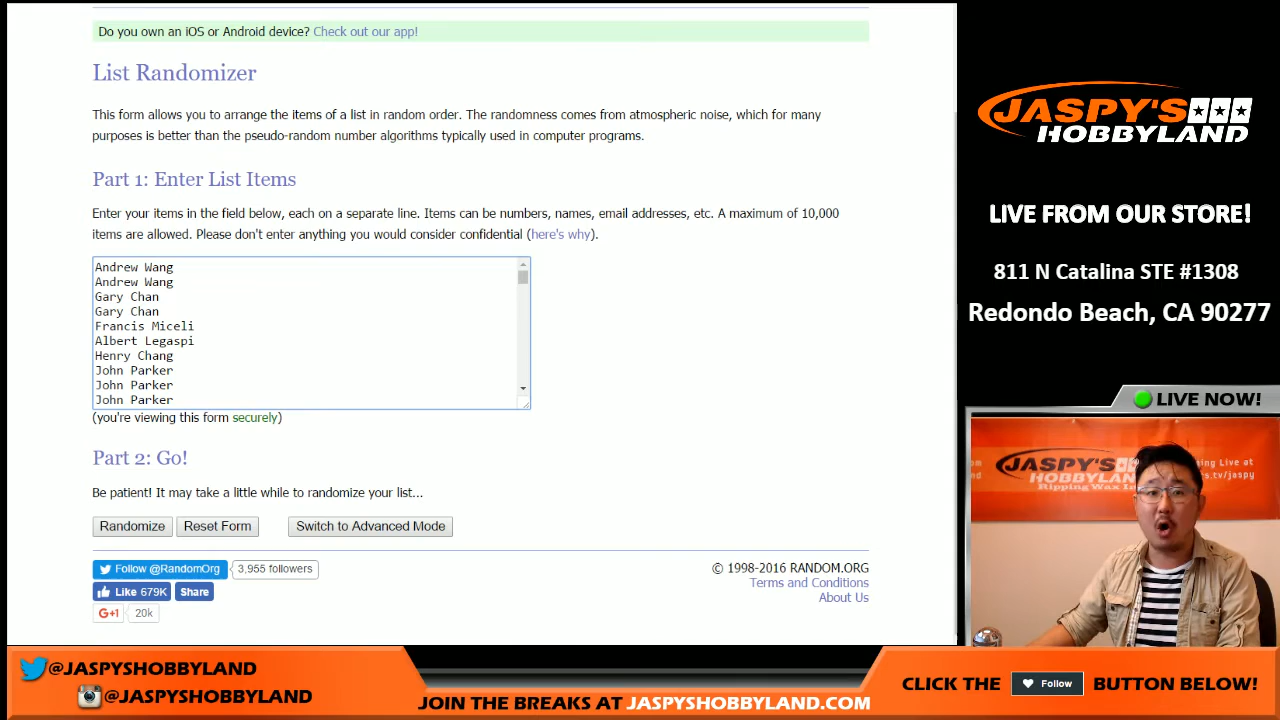 Do you own an iOS or Android device? Check out our app!
List Randomizer
This form allows you to arrange the items of a list in random order. The randomness comes from atmospheric noise, which for many
purposes is better than the pseudo-random number algorithms typically used in computer programs.
Part 1: Enter List Items
Enter your items in the field below, each on a separate line. Items can be numbers, names, email addresses, etc. A maximum of 10,000
items are allowed. Please don't enter anything you would consider confidential (here's why).
Andrew Wang
Andrew Wang
Gary Chan
Gary Chan
Francis Miceli
Albert Legaspi
Henry Chang
John Parker
John Parker
John Parker
(you're viewing this form securely)
Part 2: Go!
Be patient! It may take a little while to randomize your list...
Randomize Reset Form Switch to Advanced Mode
Follow @RandomOrg 3,955 followers
Like 679K Share
G+1 20k
© 1998-2016 RANDOM.ORG
Terms and Conditions
About Us
JASPY'S
HOBBYLAND
LIVE FROM OUR STORE!
811 N Catalina STE #1308
Redondo Beach, CA 90277
LIVE NOW!
JASPY'S
HOBBYLAND
Ripping Wax
ing Live at
s.tv/jaspy
@JASPYSHOBBYLAND
@JASPYSHOBBYLAND
JOIN THE BREAKS AT JASPYSHOBBYLAND.COM
CLICK THE Follow BUTTON BELOW!